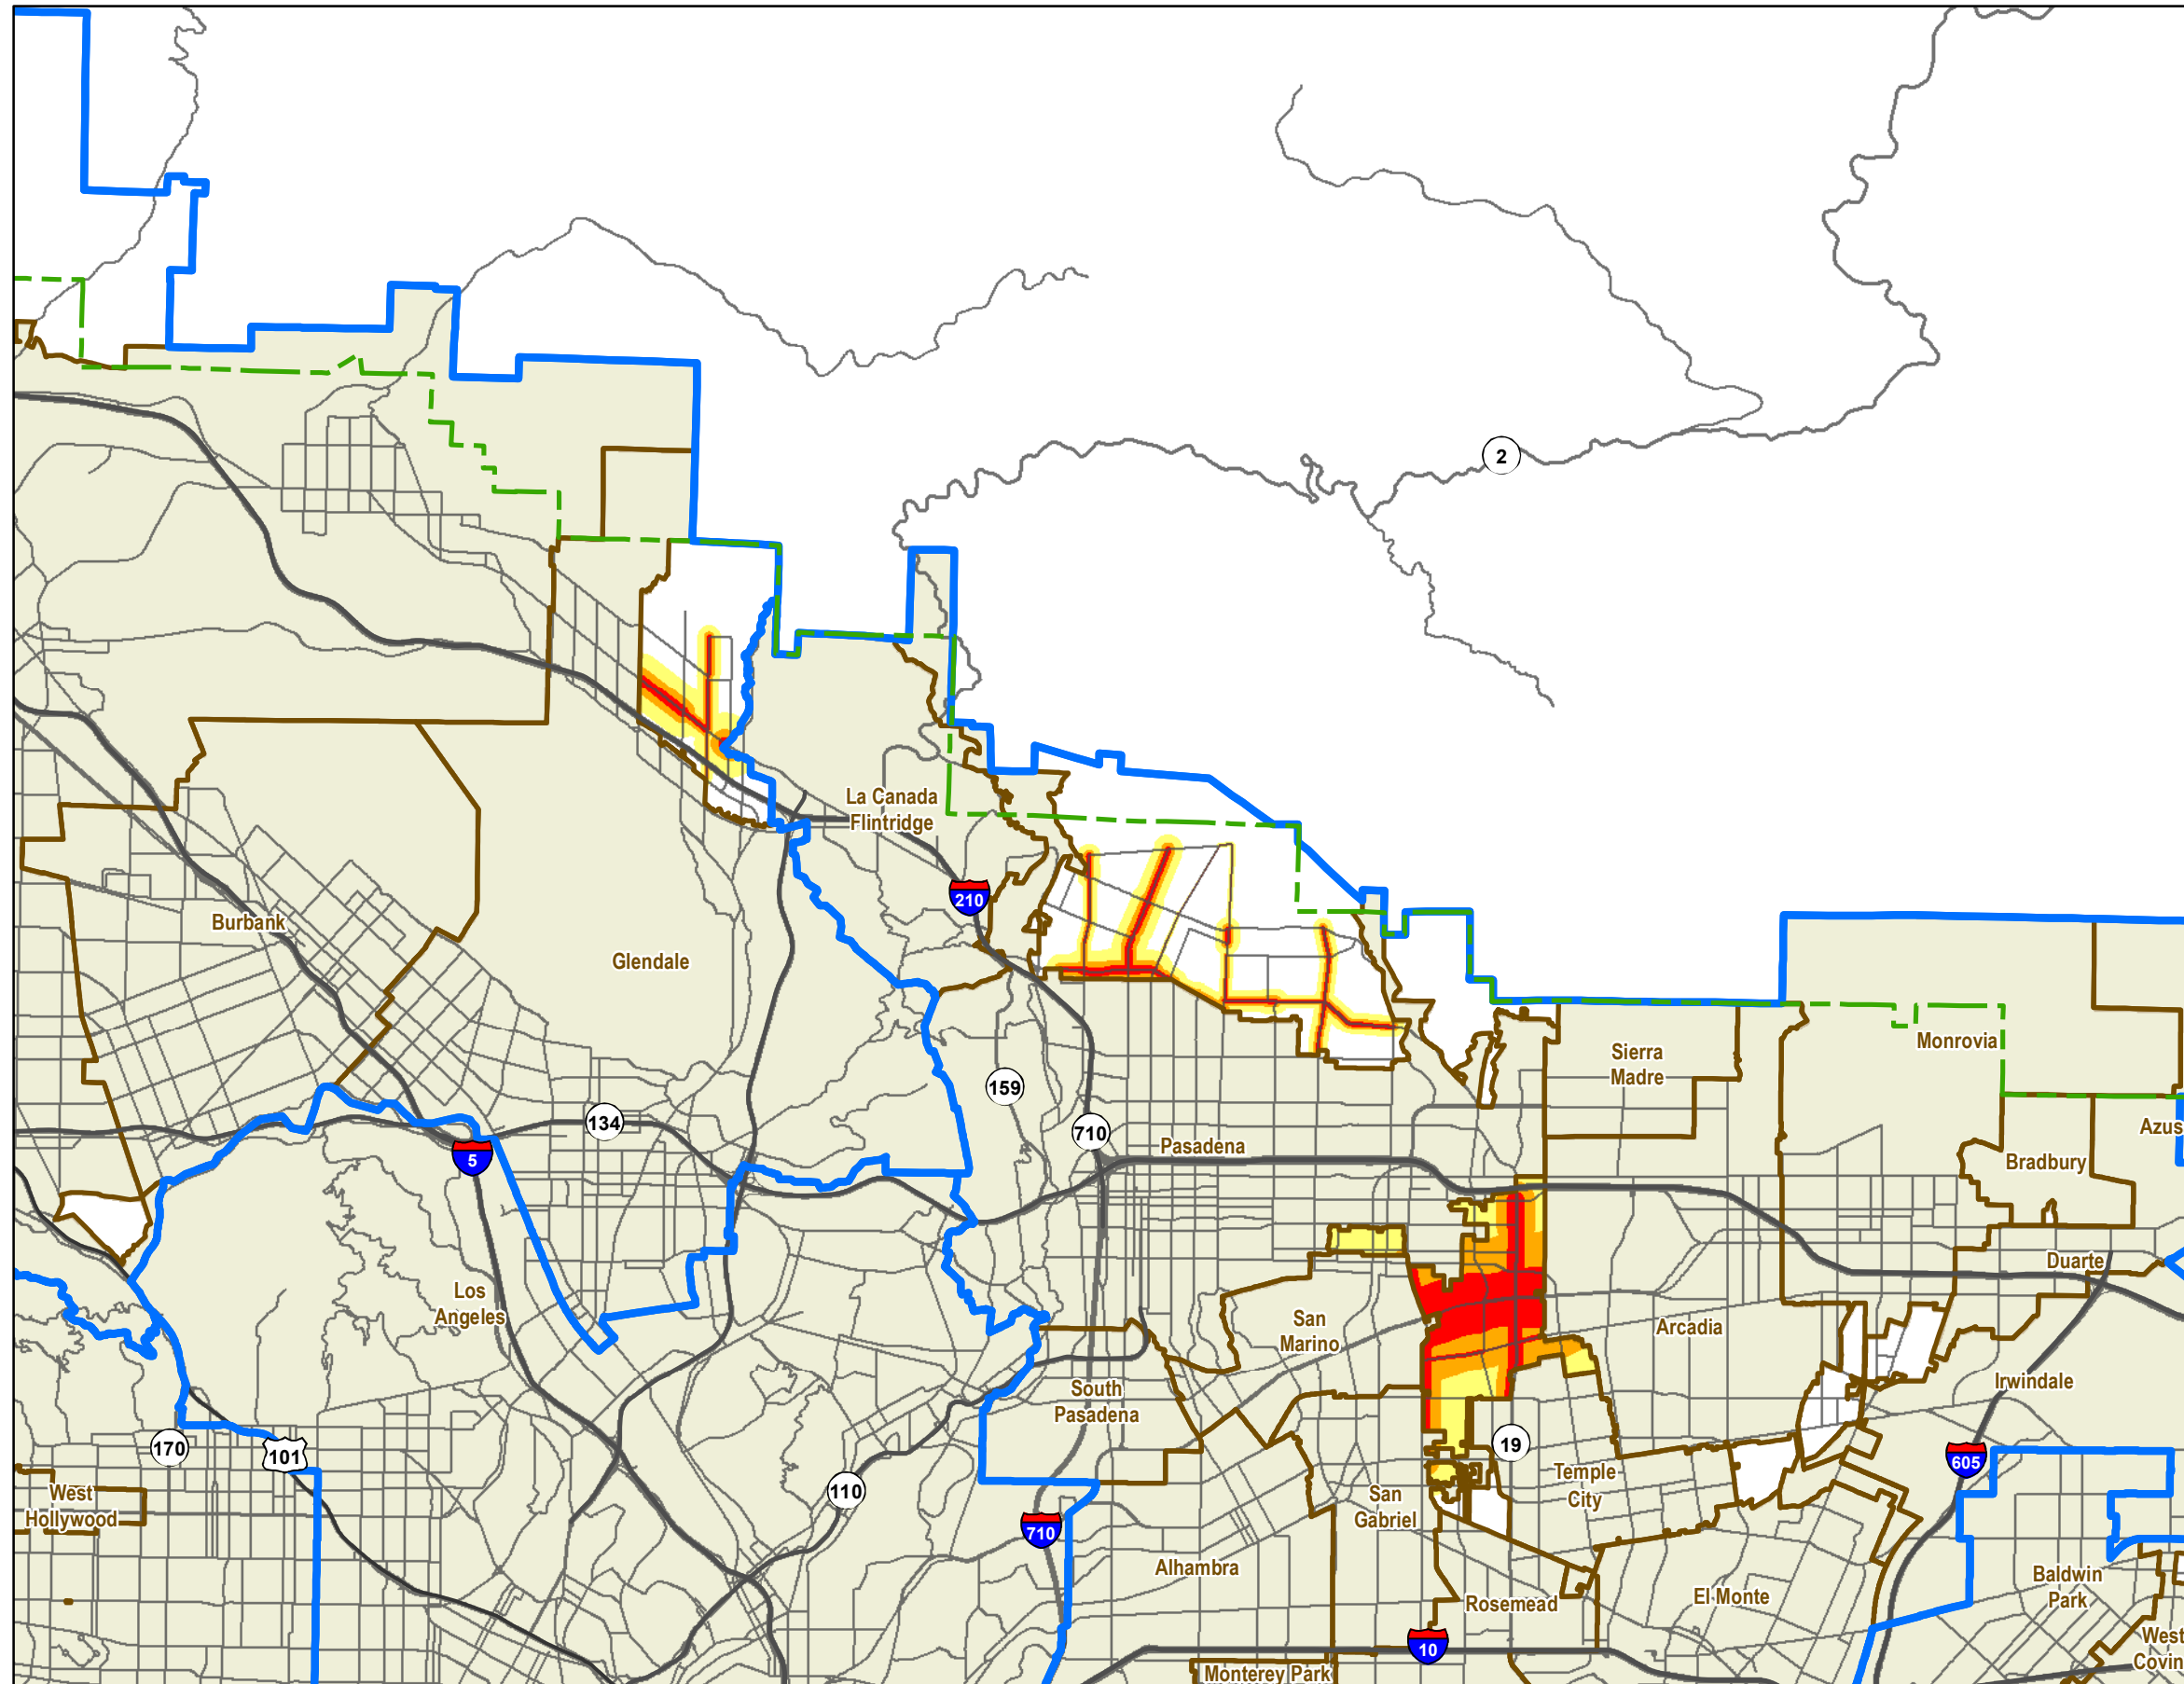 2
La Canada
Flintridge
210
Burbank
Glendale
Monrovia
Sierra
Madre
159
134
710
Pasadena
Azus
5
Bradbury
Duarte
Los
Angeles
San
Marino
Arcadia
Irwindale
South
Pasadena
170
101
19
605
West
Hollywood
110
San
Gabriel
Temple
City
710
Alhambra
Baldwin
Park
Rosemead
El Monte
10
West
Covin
Monterey Park